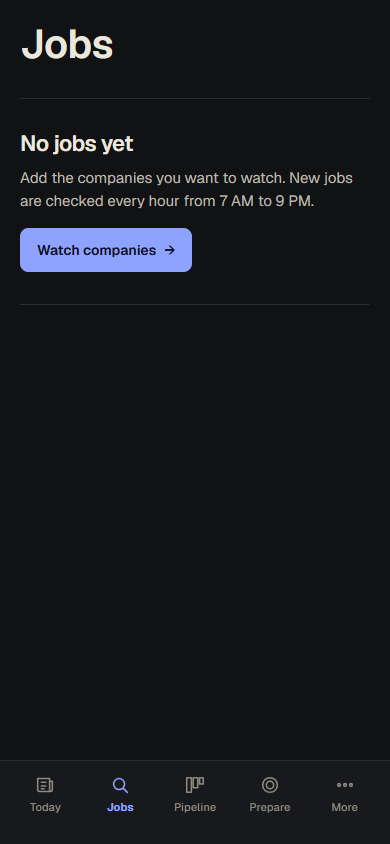 Jobs
No jobs yet
Add the companies you want to watch. New jobs
are checked every hour from 7 AM to 9 PM.
Watch companies →
Today
Jobs
Pipeline
Prepare
More